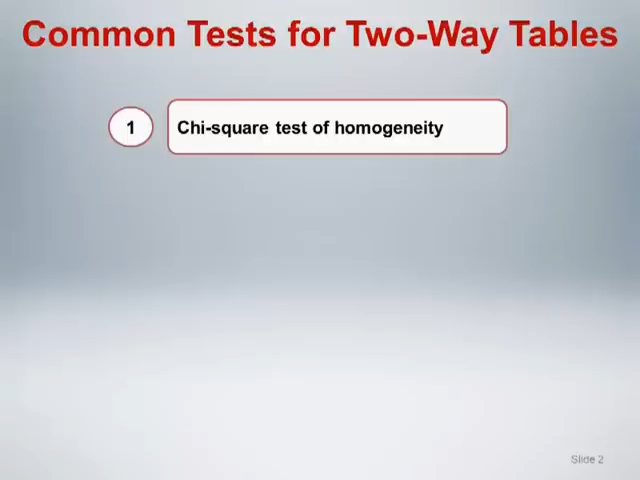 Common Tests for Two-Way Tables
1 Chi-square test of homogeneity
Slide 2